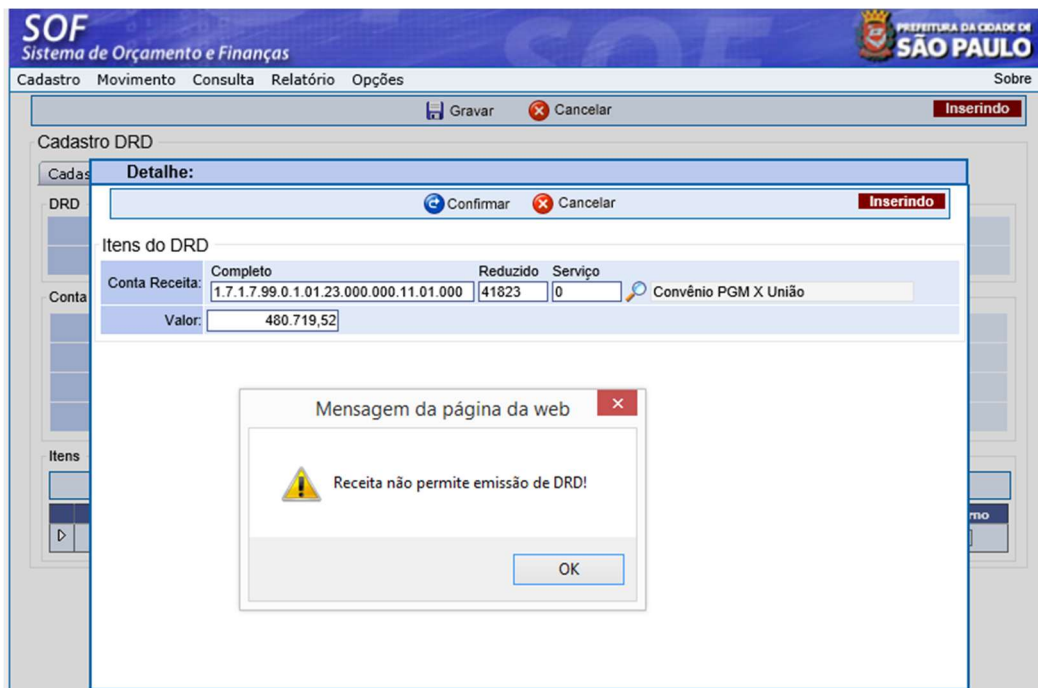 SOF
Sistema de Orçamento e Finanças
PREFEITURA DA CIDADE DE
SÃO PAULO
Cadastro Movimento Consulta Relatório Opções Sobre
Gravar Cancelar Inserindo
Cadastro DRD
Cadas
Detalhe:
DRD
Confirmar Cancelar Inserindo
Itens do DRD
Completo Reduzido Serviço
Conta Receita: 1.7.1.7.99.0.1.01.23.000.000.11.01.000 41823 0 Convênio PGM X União
Conta
Valor: 480.719,52
Mensagem da página da web
Receita não permite emissão de DRD!
Itens
rno
OK